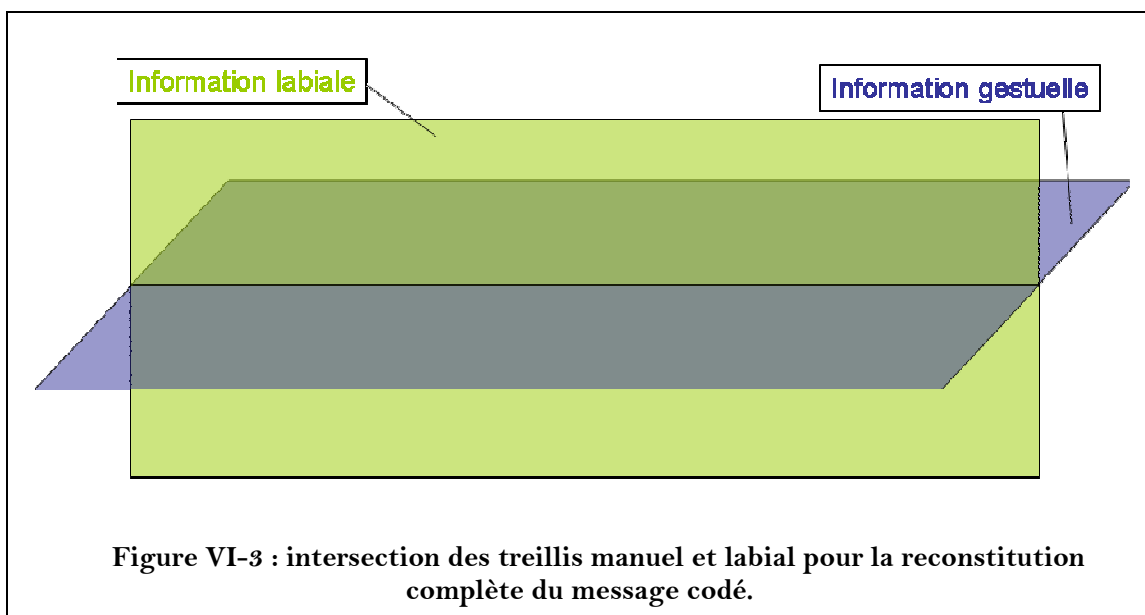 Information labiale
Information gestuelle
Figure VI-3 : intersection des treillis manuel et labial pour la reconstitution
complète du message codé.